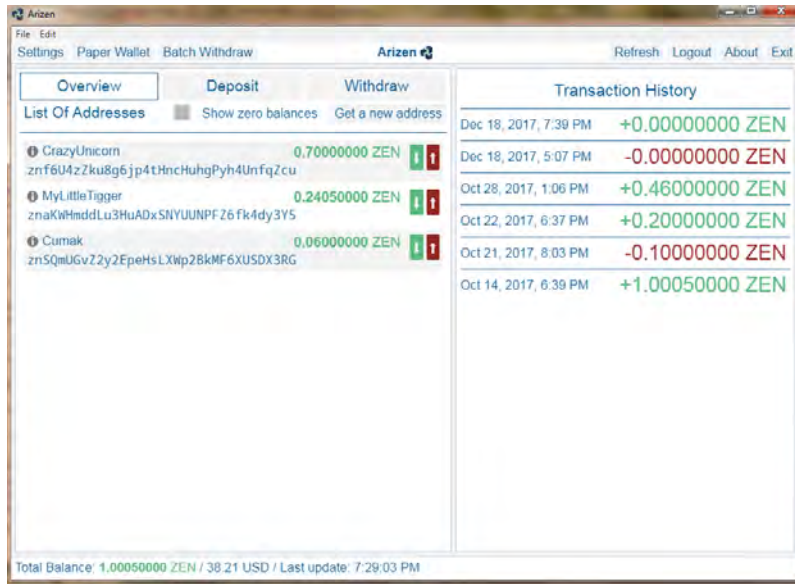 Arizen
File Edit
Settings Paper Wallet Batch Withdraw Arizen Refresh Logout About Exit
Overview Deposit Withdraw
List Of Addresses Show zero balances Get a new address
CrazyUnicorn 0.70000000 ZEN
znf6U4zZku8g6jp4tHncHuhgPyh4UnfqZcu
MyLittleTigger 0.24050000 ZEN
znaKWHmddLu3HuADxSNYUUNPFZ6fk4dy3Y5
Cumak 0.06000000 ZEN
znSQmUGvZ2y2EpeHsLXWp2BkMF6XUSDX3RG
Transaction History
Dec 18, 2017, 7:39 PM +0.00000000 ZEN
Dec 18, 2017, 5:07 PM -0.00000000 ZEN
Oct 28, 2017, 1:06 PM +0.46000000 ZEN
Oct 22, 2017, 6:37 PM +0.20000000 ZEN
Oct 21, 2017, 8:03 PM -0.10000000 ZEN
Oct 14, 2017, 6:39 PM +1.00050000 ZEN
Total Balance: 1.00050000 ZEN / 38.21 USD / Last update: 7:29:03 PM